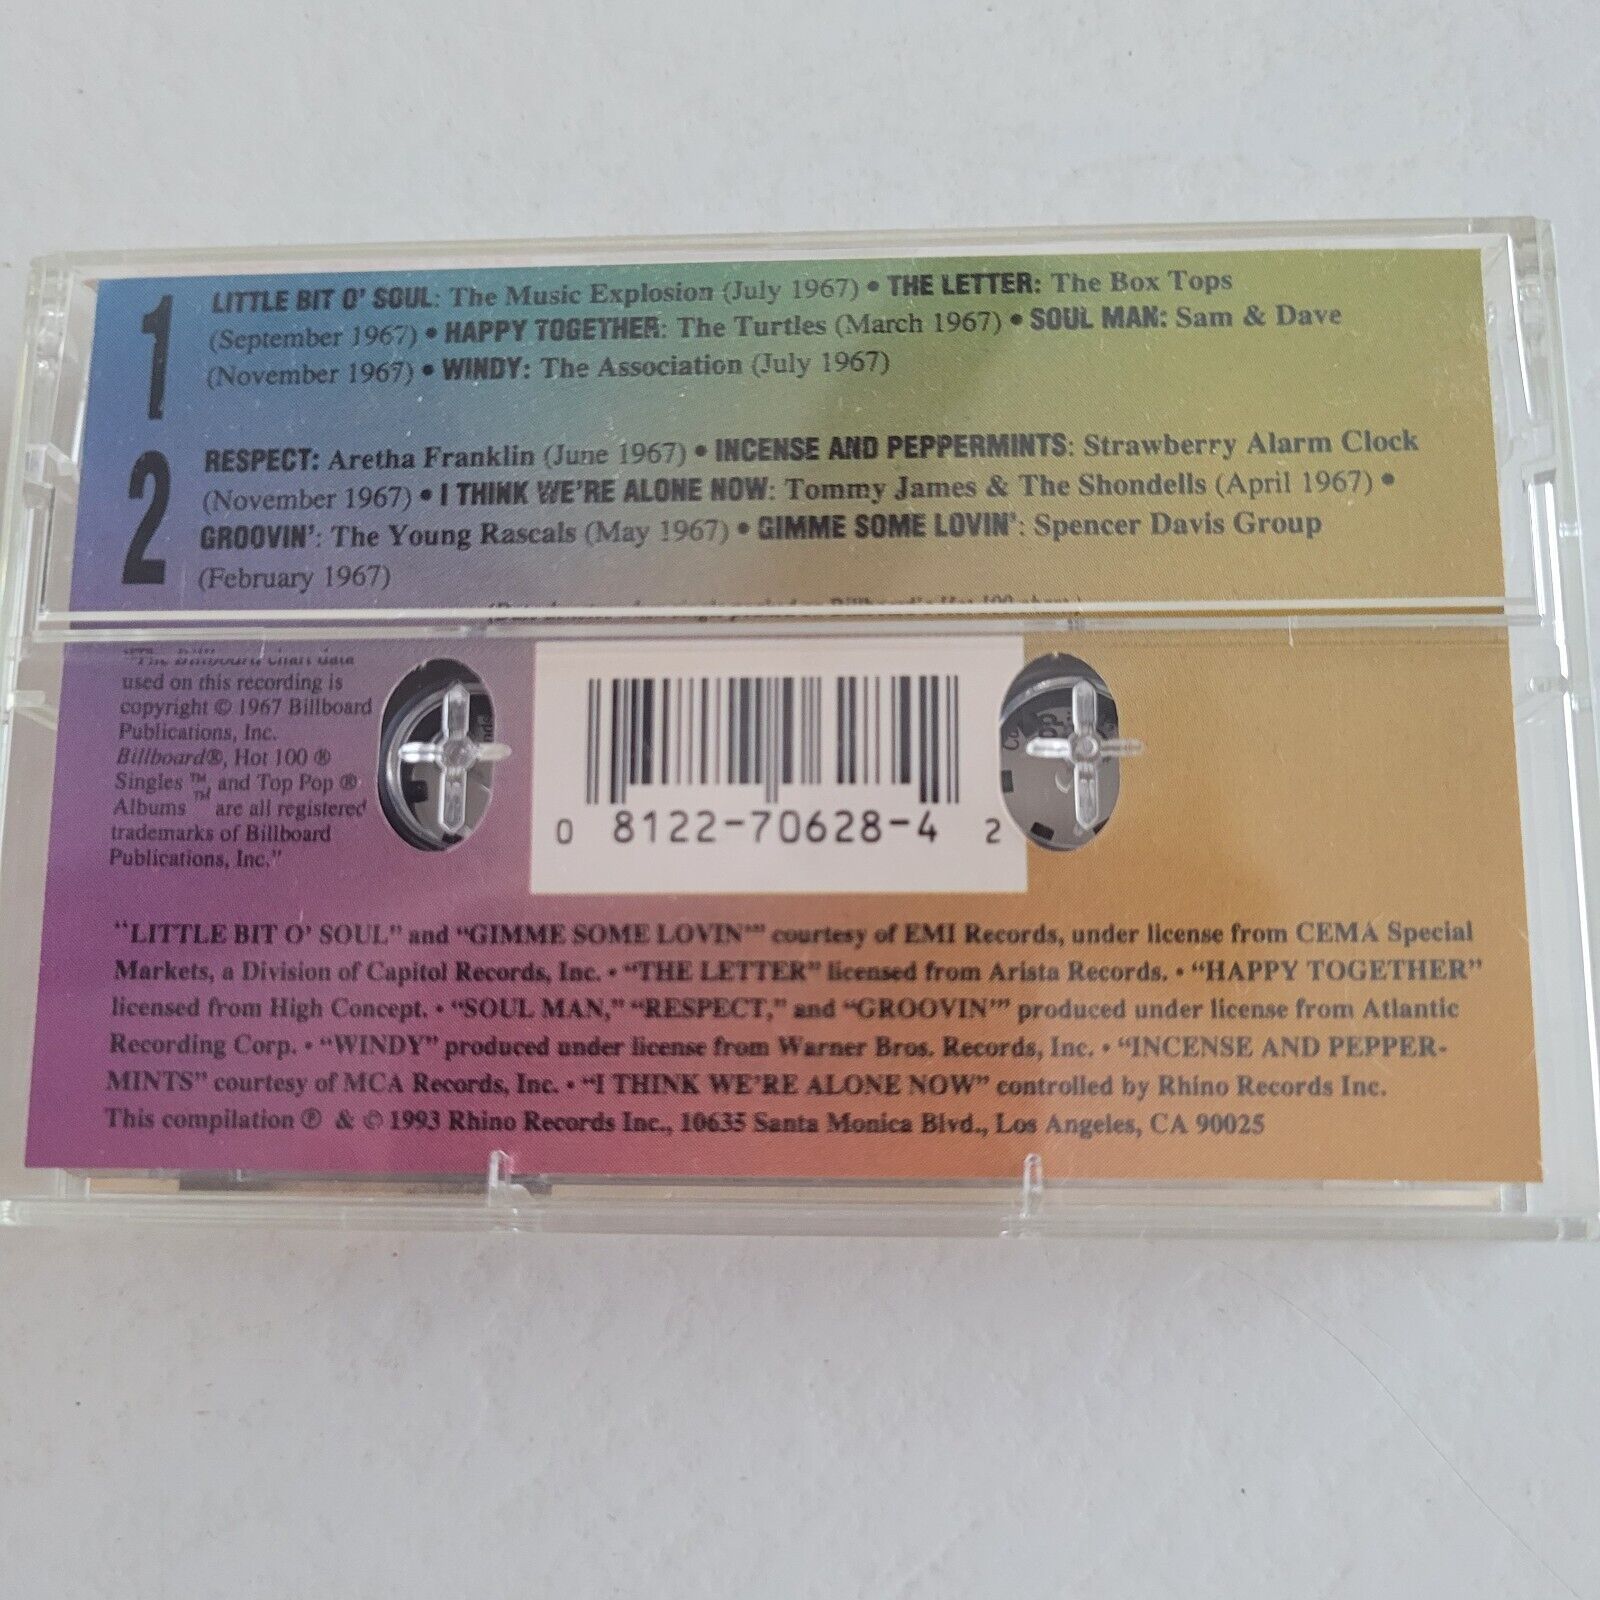 1
LITTLE BIT O' SOUL: The Music Explosion (July 1967) • THE LETTER: The Box Tops
(September 1967) • HAPPY TOGETHER: The Turtles (March 1967) • SOUL MAN: Sam & Dave
(November 1967) • WINDY: The Association (July 1967)
2
RESPECT: Aretha Franklin (June 1967) • INCENSE AND PEPPERMINTS: Strawberry Alarm Clock
(November 1967) • I THINK WE'RE ALONE NOW: Tommy James & The Shondells (April 1967) •
GROOVIN': The Young Rascals (May 1967) • GIMME SOME LOVIN': Spencer Davis Group
(February 1967)
"The Billboard chart data
used on this recording is
copyright © 1967 Billboard
Publications, Inc.
Billboard®, Hot 100 ®
Singles ™ and Top Pop ®
Albums ™ are all registered
trademarks of Billboard
Publications, Inc."
0 8122-70628-4 2
"LITTLE BIT O' SOUL" and "GIMME SOME LOVIN'" courtesy of EMI Records, under license from CEMA Special
Markets, a Division of Capitol Records, Inc. • "THE LETTER" licensed from Arista Records. • "HAPPY TOGETHER"
licensed from High Concept. • "SOUL MAN," "RESPECT," and "GROOVIN'" produced under license from Atlantic
Recording Corp. • "WINDY" produced under license from Warner Bros. Records, Inc. • "INCENSE AND PEPPER-
MINTS" courtesy of MCA Records, Inc. • "I THINK WE'RE ALONE NOW" controlled by Rhino Records Inc.
This compilation ℗ & © 1993 Rhino Records Inc., 10635 Santa Monica Blvd., Los Angeles, CA 90025